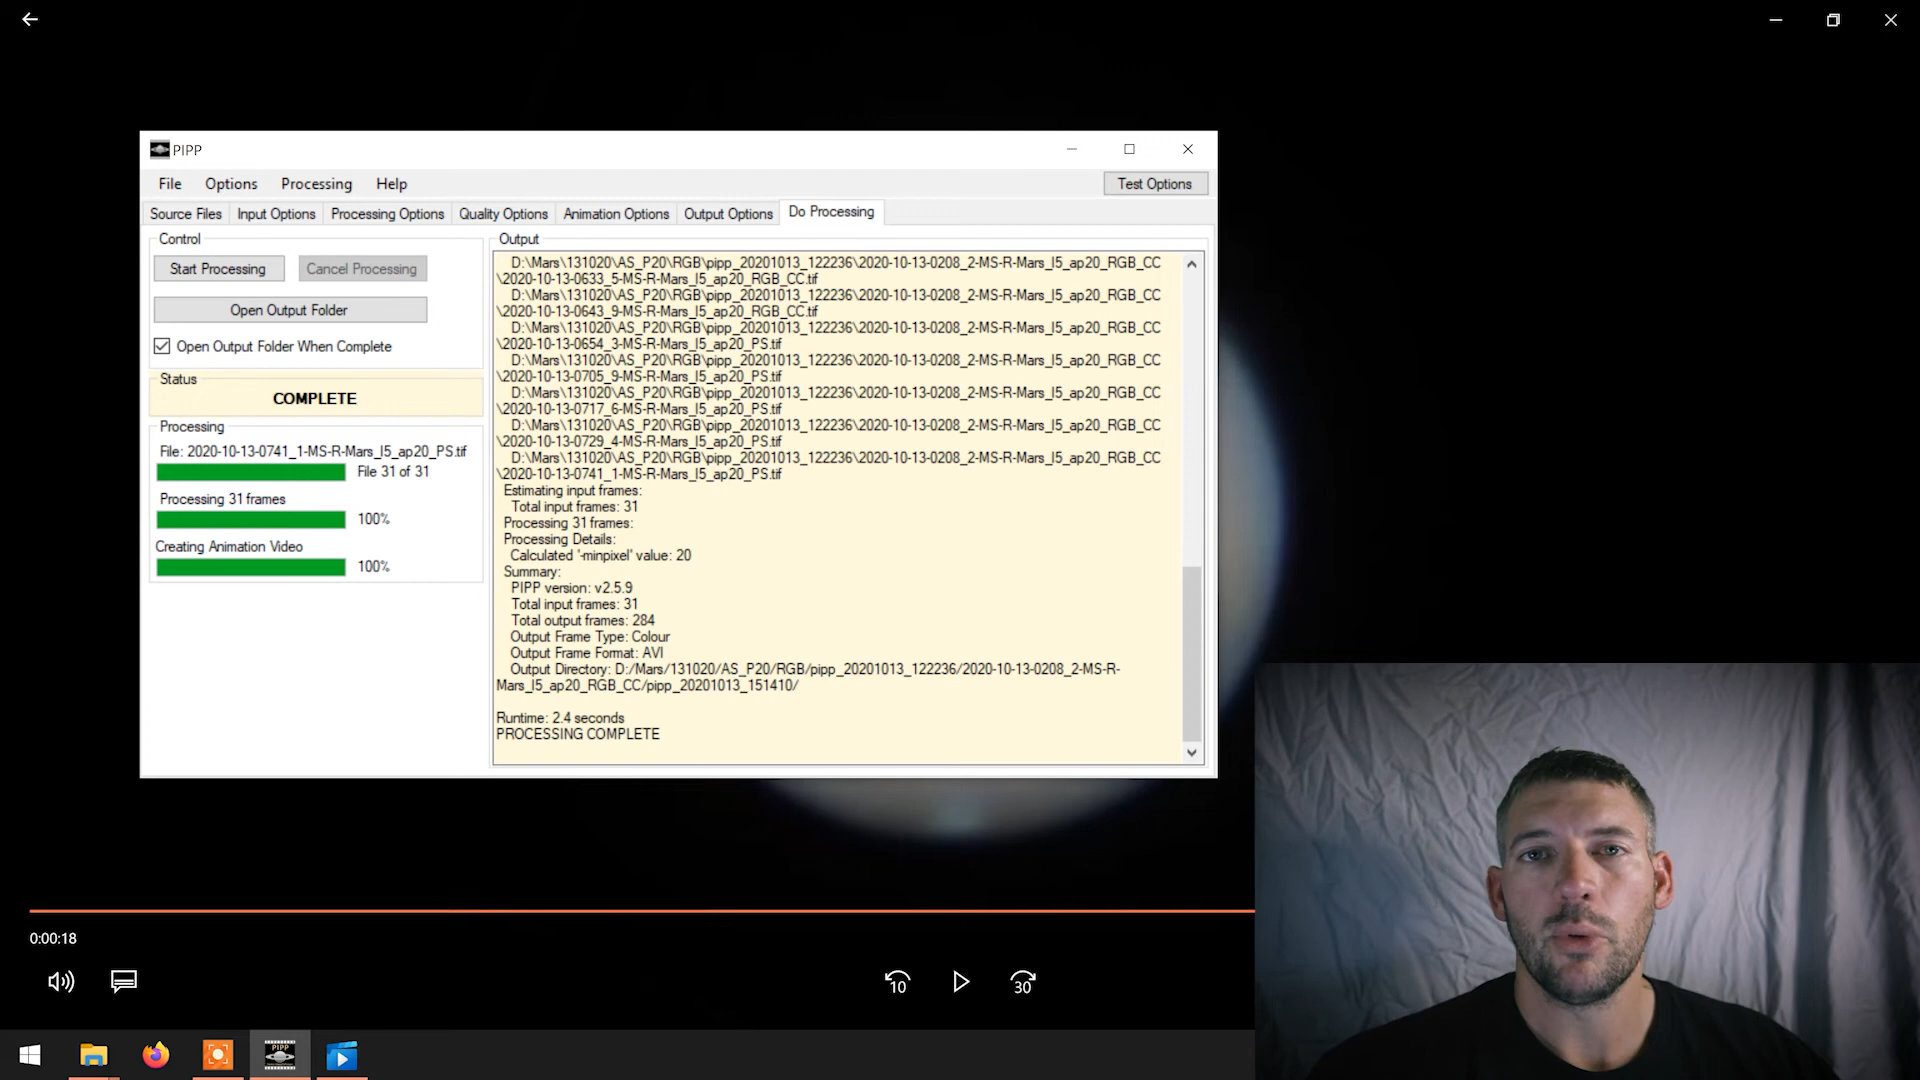 PIPP
File Options Processing Help
Test Options
Source Files Input Options Processing Options Quality Options Animation Options Output Options Do Processing
Control
Start Processing Cancel Processing
Open Output Folder
Open Output Folder When Complete
Status
COMPLETE
Processing
File: 2020-10-13-0741_1-MS-R-Mars_l5_ap20_PS.tif
File 31 of 31
Processing 31 frames
100%
Creating Animation Video
100%
Output
D:\Mars\131020\AS_P20\RGB\pipp_20201013_122236\2020-10-13-0208_2-MS-R-Mars_l5_ap20_RGB_CC
\2020-10-13-0633_5-MS-R-Mars_l5_ap20_RGB_CC.tif
D:\Mars\131020\AS_P20\RGB\pipp_20201013_122236\2020-10-13-0208_2-MS-R-Mars_l5_ap20_RGB_CC
\2020-10-13-0643_9-MS-R-Mars_l5_ap20_RGB_CC.tif
D:\Mars\131020\AS_P20\RGB\pipp_20201013_122236\2020-10-13-0208_2-MS-R-Mars_l5_ap20_RGB_CC
\2020-10-13-0654_3-MS-R-Mars_l5_ap20_PS.tif
D:\Mars\131020\AS_P20\RGB\pipp_20201013_122236\2020-10-13-0208_2-MS-R-Mars_l5_ap20_RGB_CC
\2020-10-13-0705_9-MS-R-Mars_l5_ap20_PS.tif
D:\Mars\131020\AS_P20\RGB\pipp_20201013_122236\2020-10-13-0208_2-MS-R-Mars_l5_ap20_RGB_CC
\2020-10-13-0717_6-MS-R-Mars_l5_ap20_PS.tif
D:\Mars\131020\AS_P20\RGB\pipp_20201013_122236\2020-10-13-0208_2-MS-R-Mars_l5_ap20_RGB_CC
\2020-10-13-0729_4-MS-R-Mars_l5_ap20_PS.tif
D:\Mars\131020\AS_P20\RGB\pipp_20201013_122236\2020-10-13-0208_2-MS-R-Mars_l5_ap20_RGB_CC
\2020-10-13-0741_1-MS-R-Mars_l5_ap20_PS.tif
Estimating input frames:
Total input frames: 31
Processing 31 frames:
Processing Details:
Calculated '-minpixel' value: 20
Summary:
PIPP version: v2.5.9
Total input frames: 31
Total output frames: 284
Output Frame Type: Colour
Output Frame Format: AVI
Output Directory: D:/Mars/131020/AS_P20/RGB/pipp_20201013_122236/2020-10-13-0208_2-MS-R-
Mars_l5_ap20_RGB_CC/pipp_20201013_151410/
Runtime: 2.4 seconds
PROCESSING COMPLETE
0:00:18
10
30
PIPP